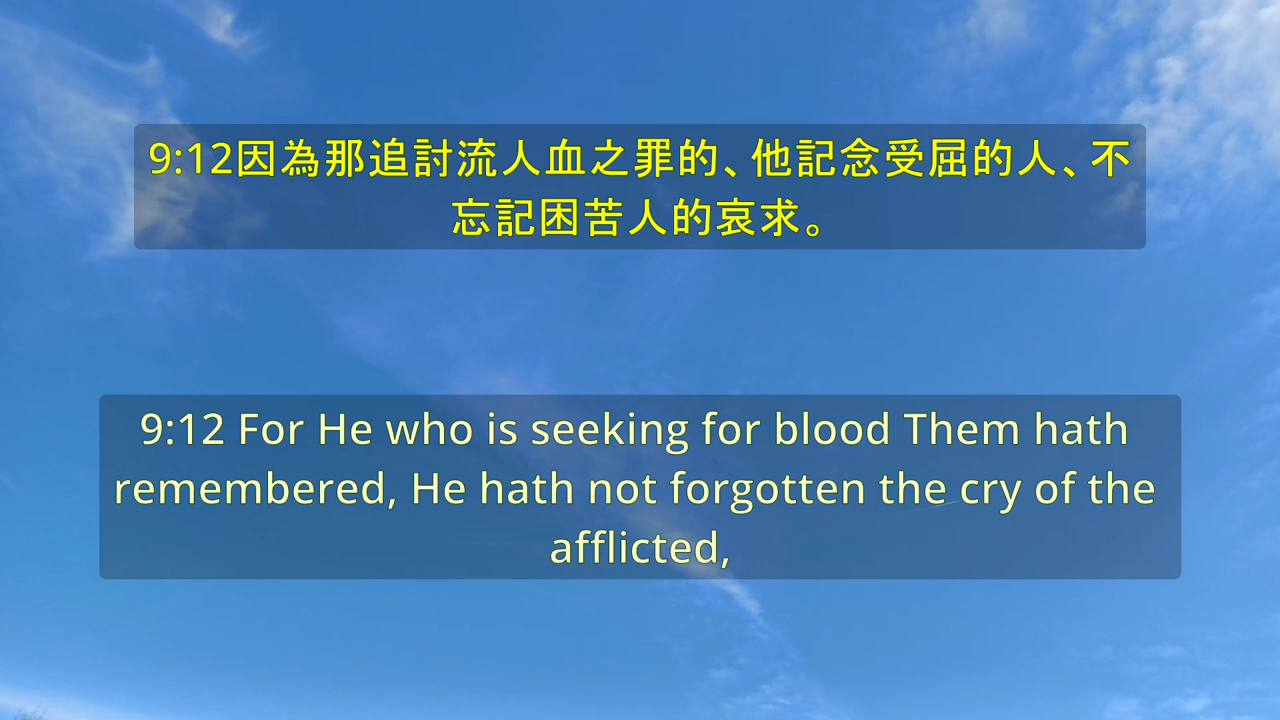 9:12因為那追討流人血之罪的、他記念受屈的人、不
忘記困苦人的哀求。
9:12 For He who is seeking for blood Them hath
remembered, He hath not forgotten the cry of the
afflicted,